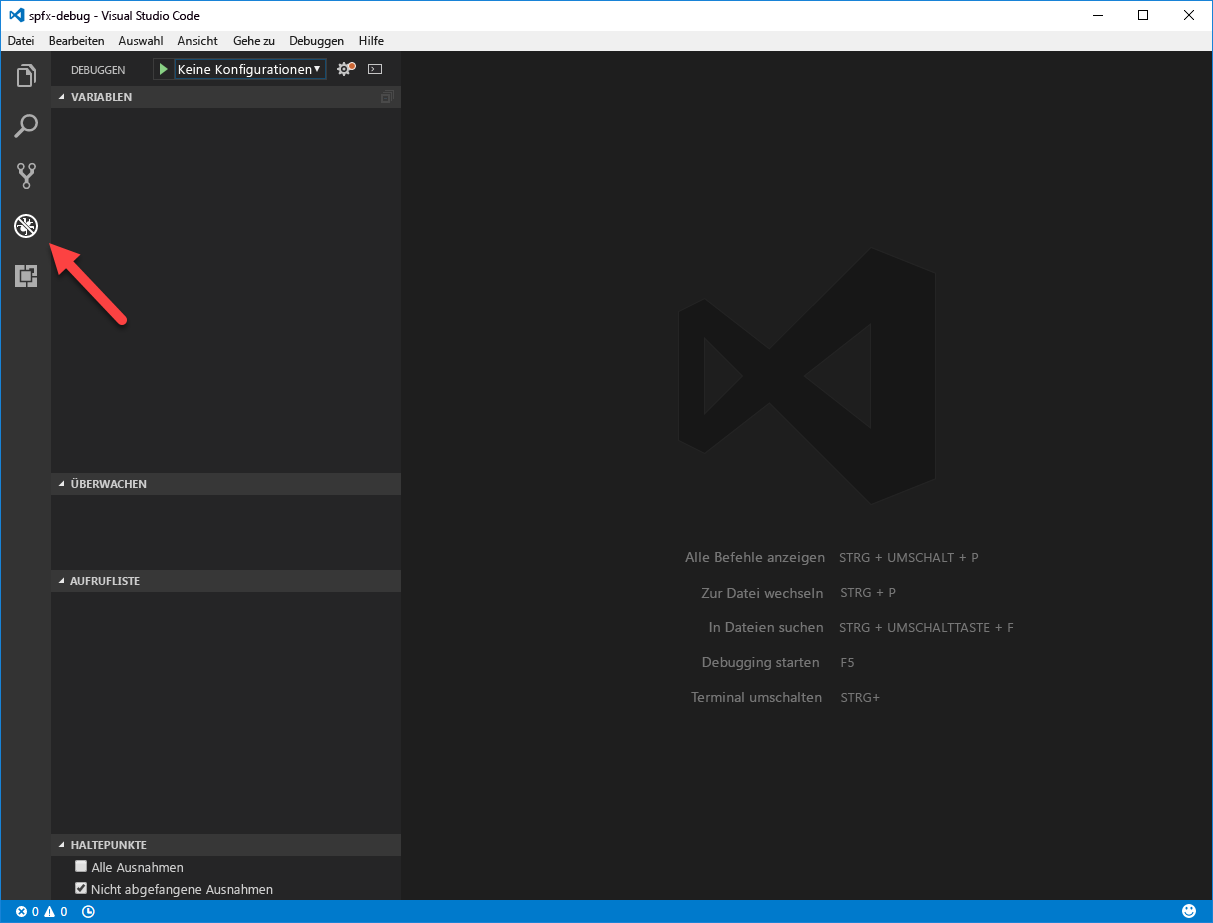 spfx-debug - Visual Studio Code
Datei Bearbeiten Auswahl Ansicht Gehe zu Debuggen Hilfe
DEBUGGEN Keine Konfigurationen
VARIABLEN
ÜBERWACHEN
AUFRUFLISTE
HALTEPUNKTE
Alle Ausnahmen
Nicht abgefangene Ausnahmen
Alle Befehle anzeigen STRG + UMSCHALT + P
Zur Datei wechseln STRG + P
In Dateien suchen STRG + UMSCHALTTASTE + F
Debugging starten F5
Terminal umschalten STRG+
0 0